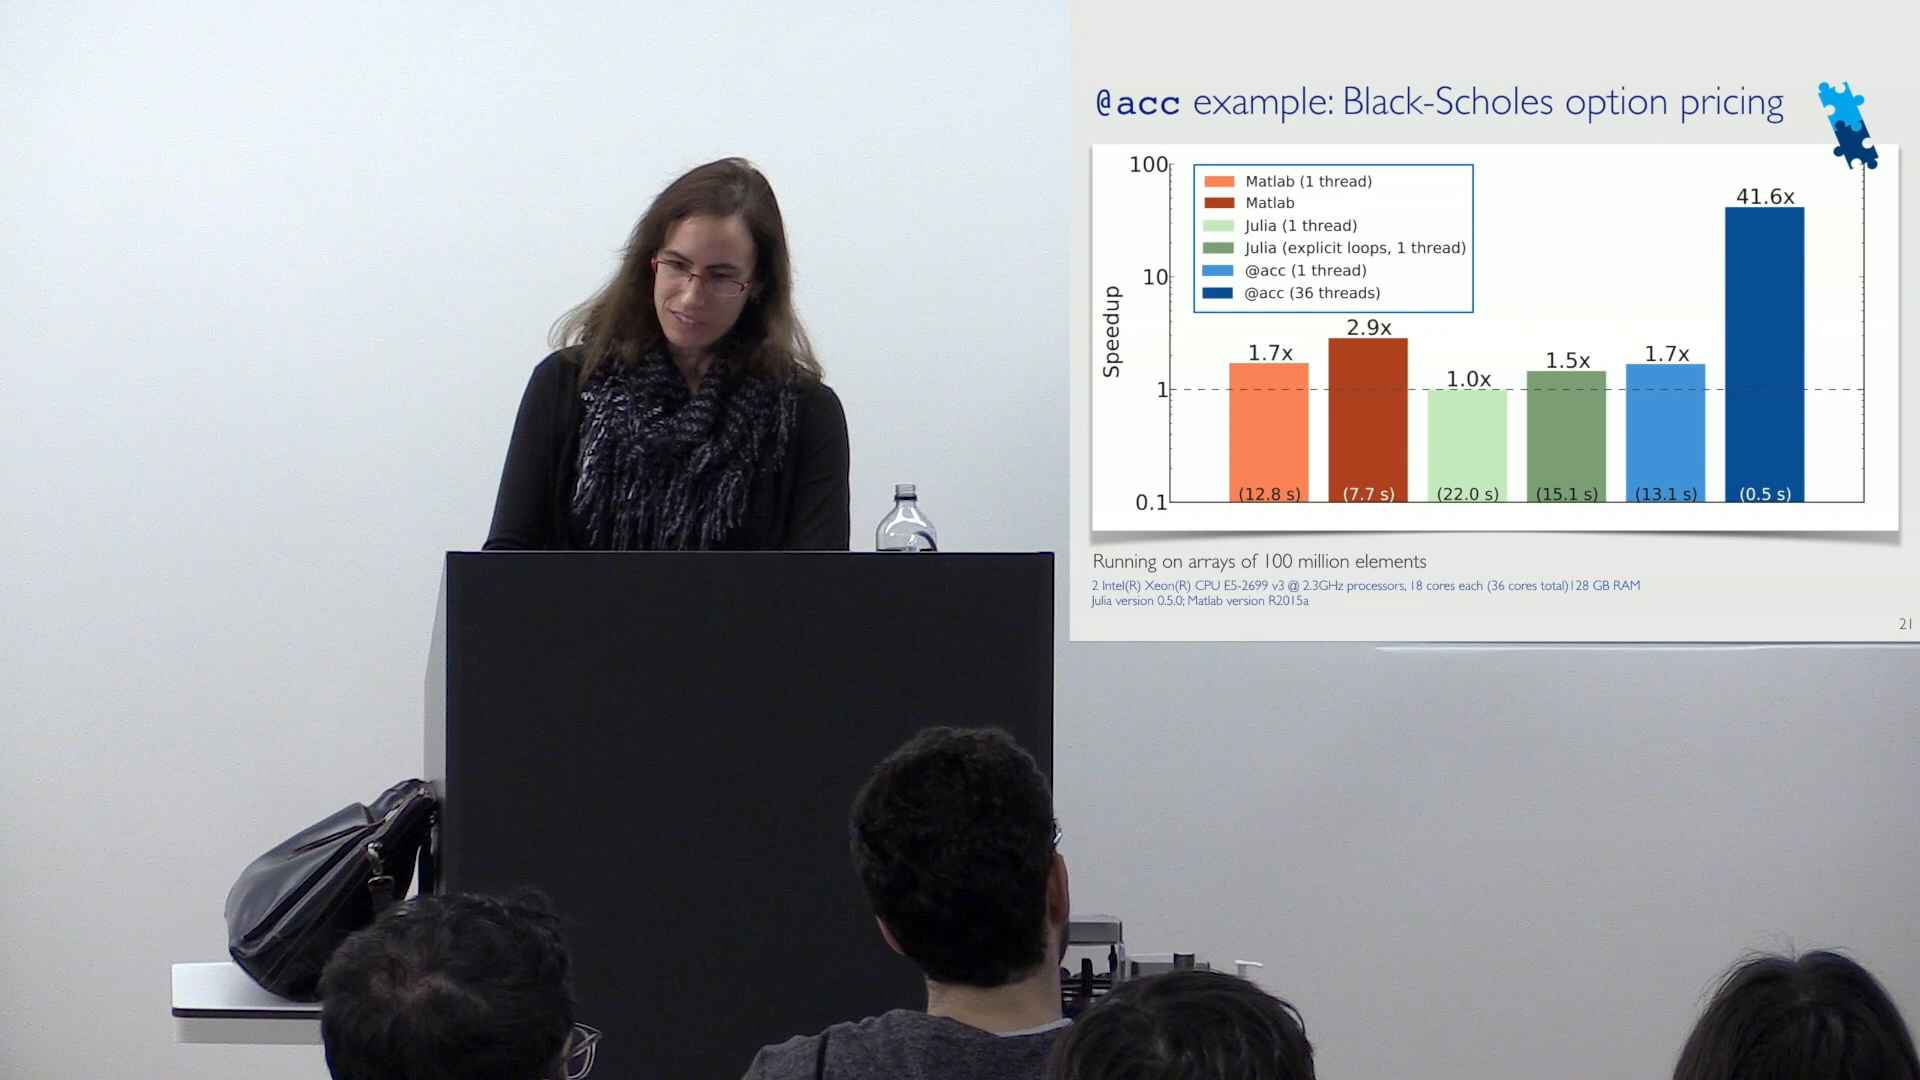 @acc example: Black-Scholes option pricing
100
10
1
0.1
Speedup
Matlab (1 thread)
Matlab
Julia (1 thread)
Julia (explicit loops, 1 thread)
@acc (1 thread)
@acc (36 threads)
1.7x
2.9x
1.0x
1.5x
1.7x
41.6x
(12.8 s)
(7.7 s)
(22.0 s)
(15.1 s)
(13.1 s)
(0.5 s)
Running on arrays of 100 million elements
2 Intel(R) Xeon(R) CPU E5-2699 v3 @ 2.3GHz processors, 18 cores each (36 cores total)128 GB RAM
Julia version 0.5.0; Matlab version R2015a
21